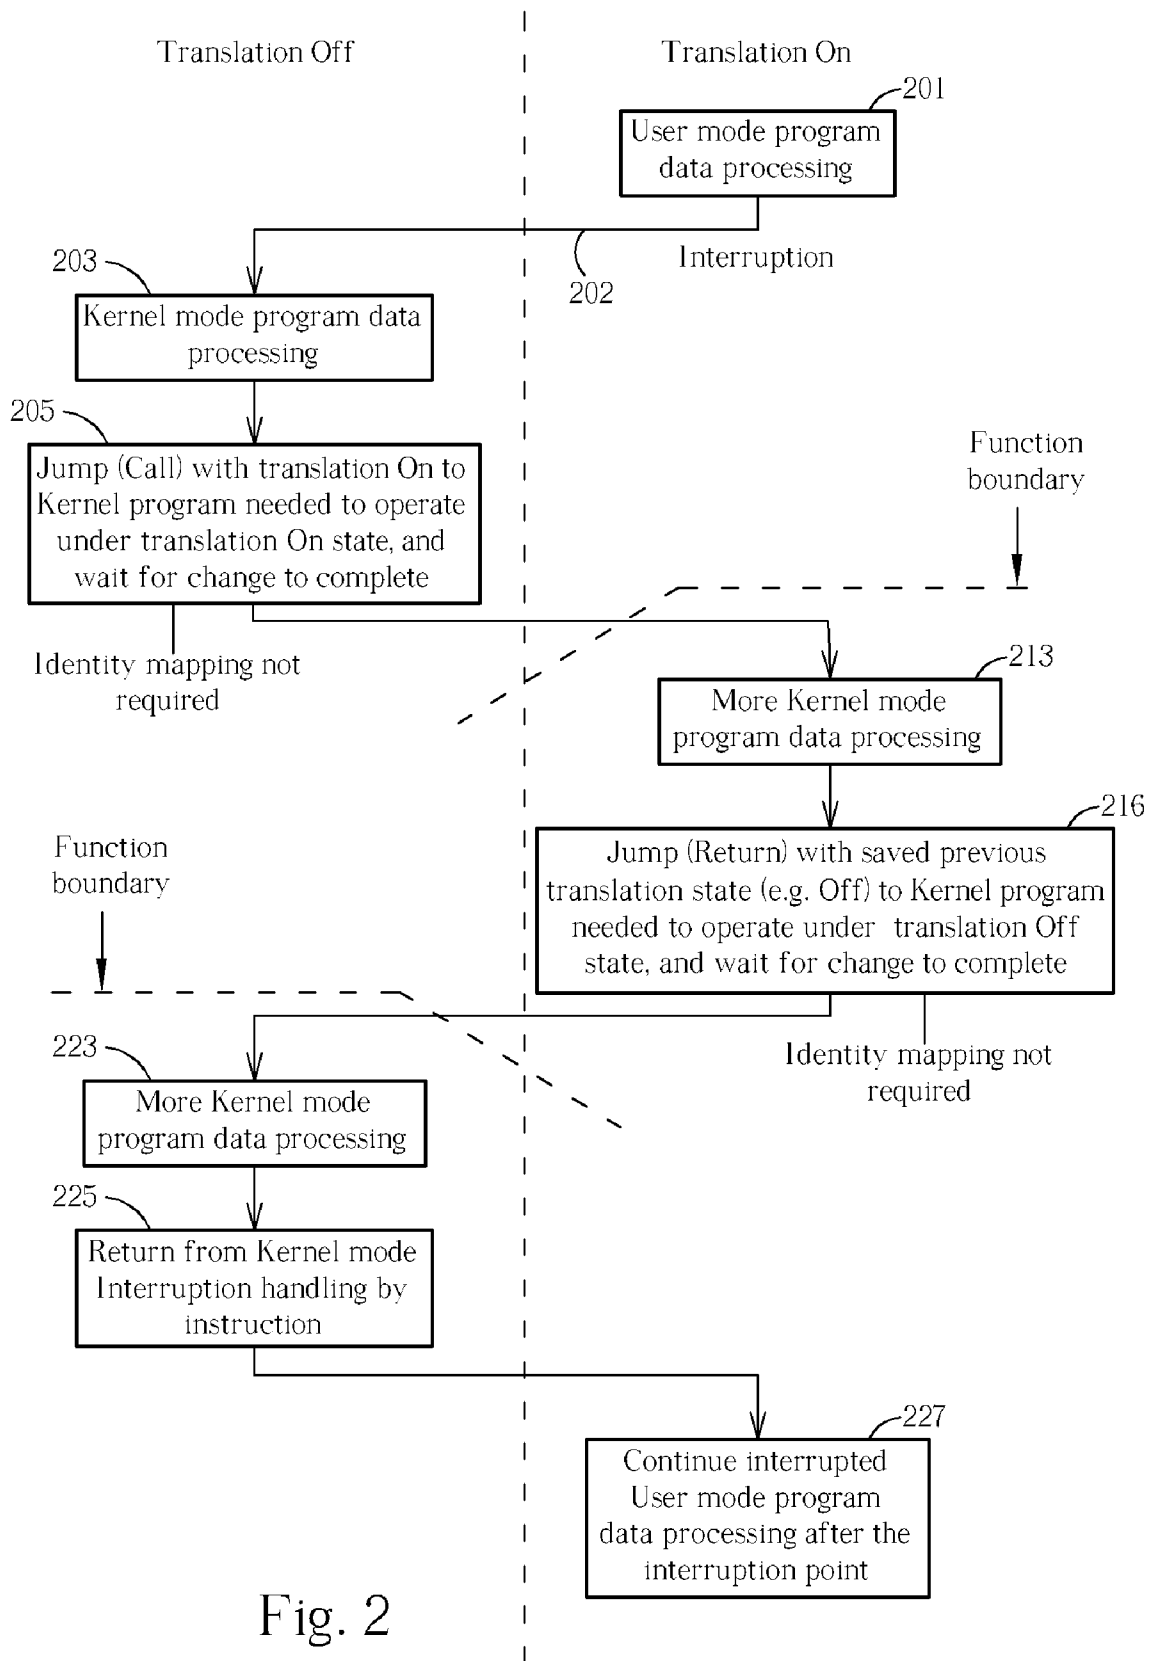 Translation Off
Translation On
201
User mode program
data processing
203
202
Interruption
Kernel mode program data
processing
205
Jump (Call) with translation On to
Kernel program needed to operate
under translation On state, and
wait for change to complete
Function
boundary
Identity mapping not
required
213
More Kernel mode
program data processing
216
Jump (Return) with saved previous
translation state (e.g. Off) to Kernel program
needed to operate under translation Off
state, and wait for change to complete
Function
boundary
Identity mapping not
required
223
More Kernel mode
program data processing
225
Return from Kernel mode
Interruption handling by
instruction
227
Continue interrupted
User mode program
data processing after the
interruption point
Fig. 2